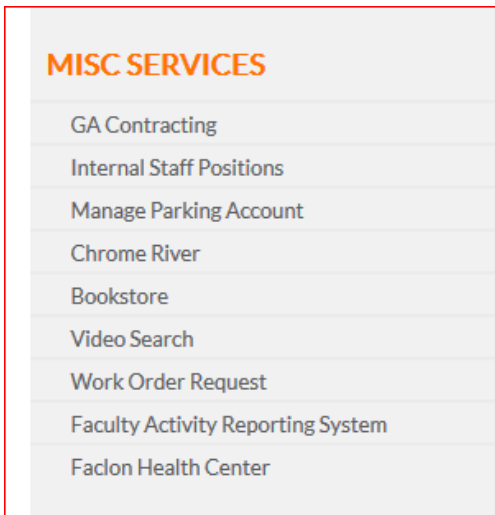 MISC SERVICES
GA Contracting
Internal Staff Positions
Manage Parking Account
Chrome River
Bookstore
Video Search
Work Order Request
Faculty Activity Reporting System
Faclon Health Center